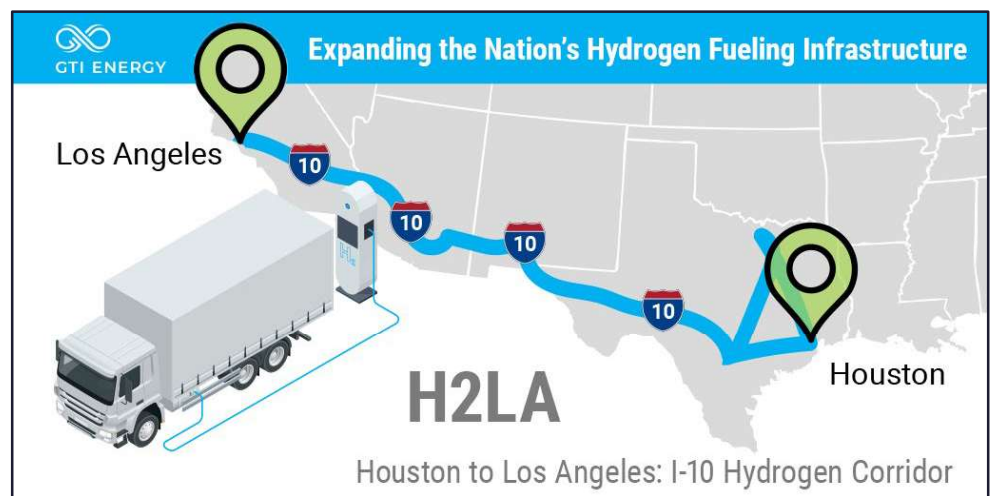 GTI ENERGY
Expanding the Nation's Hydrogen Fueling Infrastructure
Los Angeles
10
10
10
10
H2
Houston
H2LA
Houston to Los Angeles: I-10 Hydrogen Corridor